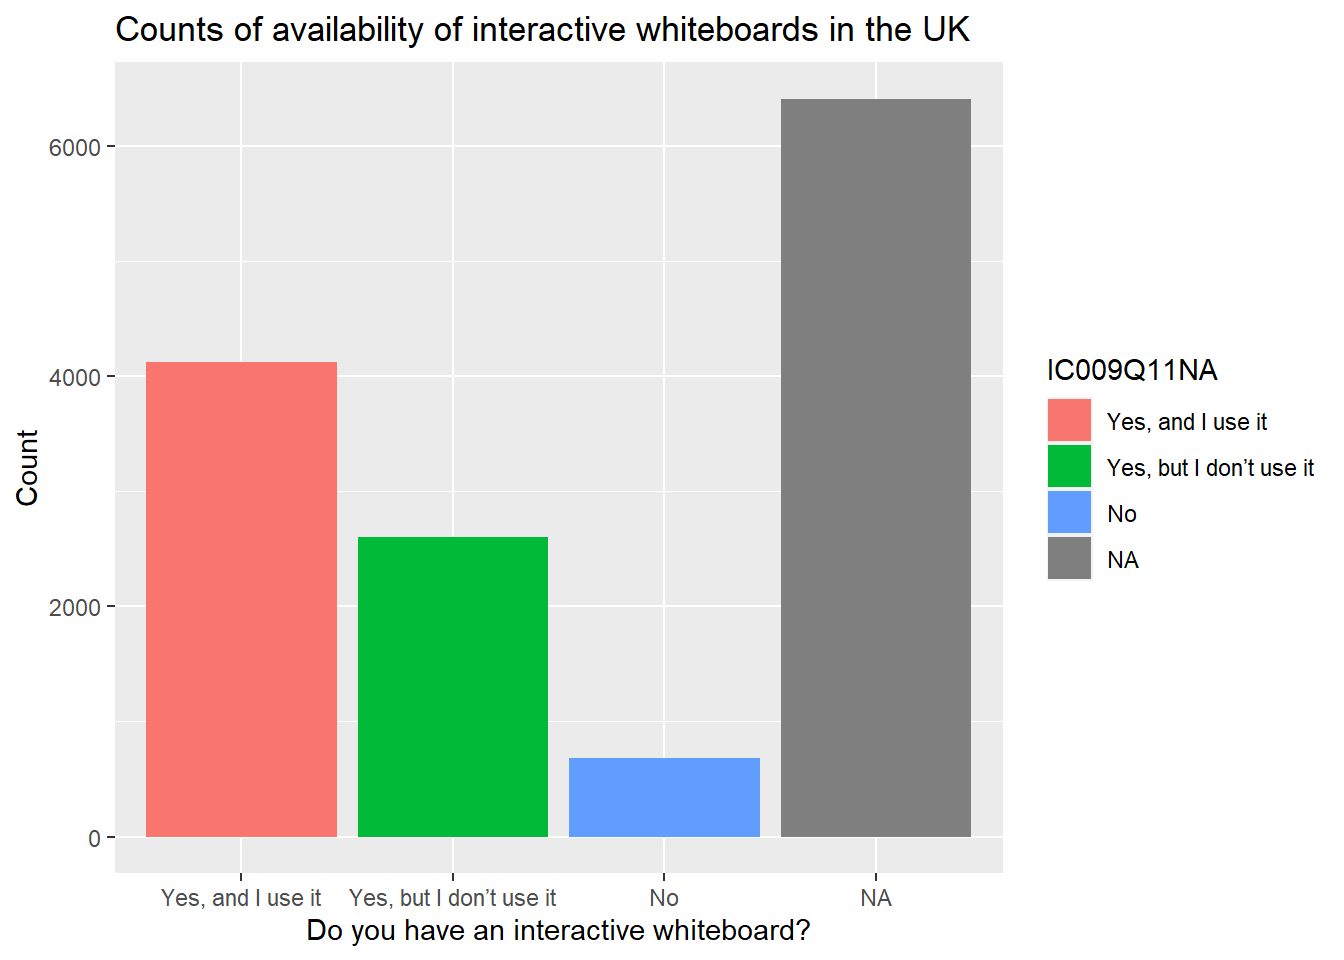 Counts of availability of interactive whiteboards in the UK
6000
4000
2000
0
Count
Yes, and I use it
Yes, but I don’t use it
No
NA
Do you have an interactive whiteboard?
IC009Q11NA
Yes, and I use it
Yes, but I don’t use it
No
NA